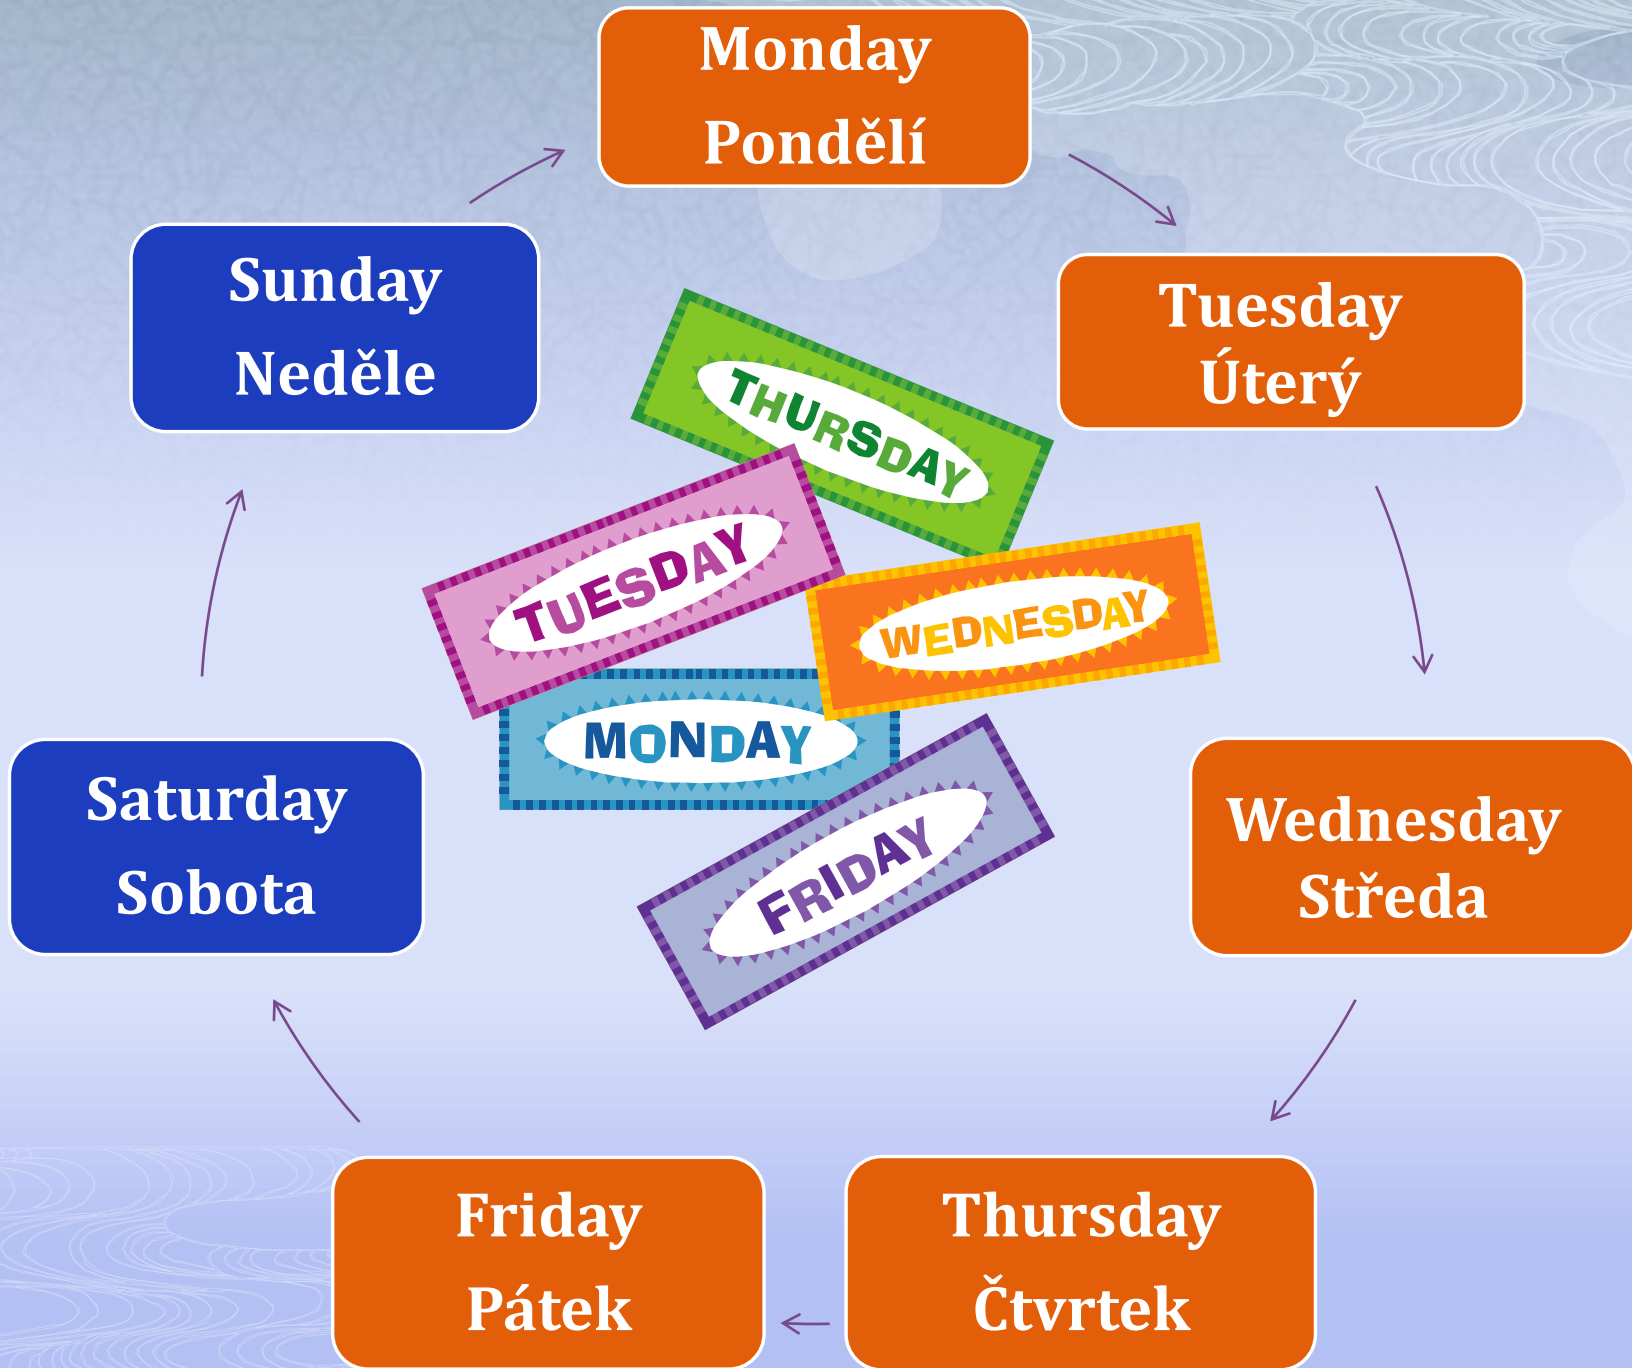 Monday
Pondělí
Tuesday
Úterý
Wednesday
Středa
Thursday
Čtvrtek
Friday
Pátek
Saturday
Sobota
Sunday
Neděle
THURSDAY
TUESDAY
WEDNESDAY
MONDAY
FRIDAY